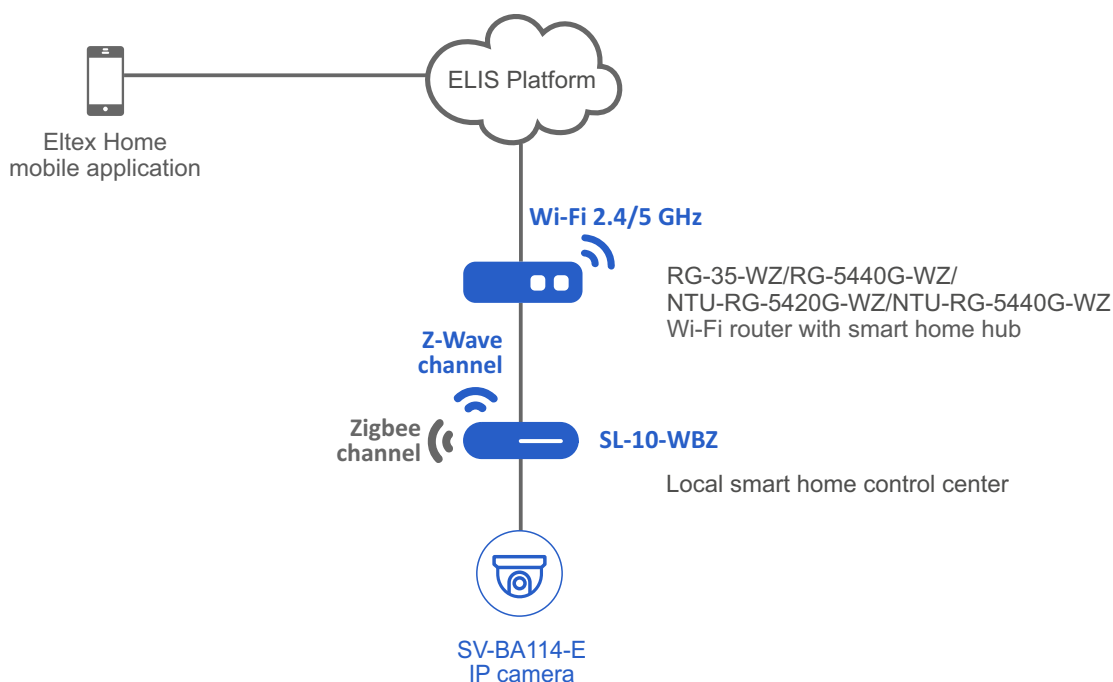 ELIS Platform
Eltex Home
mobile application
Wi-Fi 2.4/5 GHz
RG-35-WZ/RG-5440G-WZ/
NTU-RG-5420G-WZ/NTU-RG-5440G-WZ
Wi-Fi router with smart home hub
Z-Wave
channel
Zigbee
channel
SL-10-WBZ
Local smart home control center
SV-BA114-E
IP camera